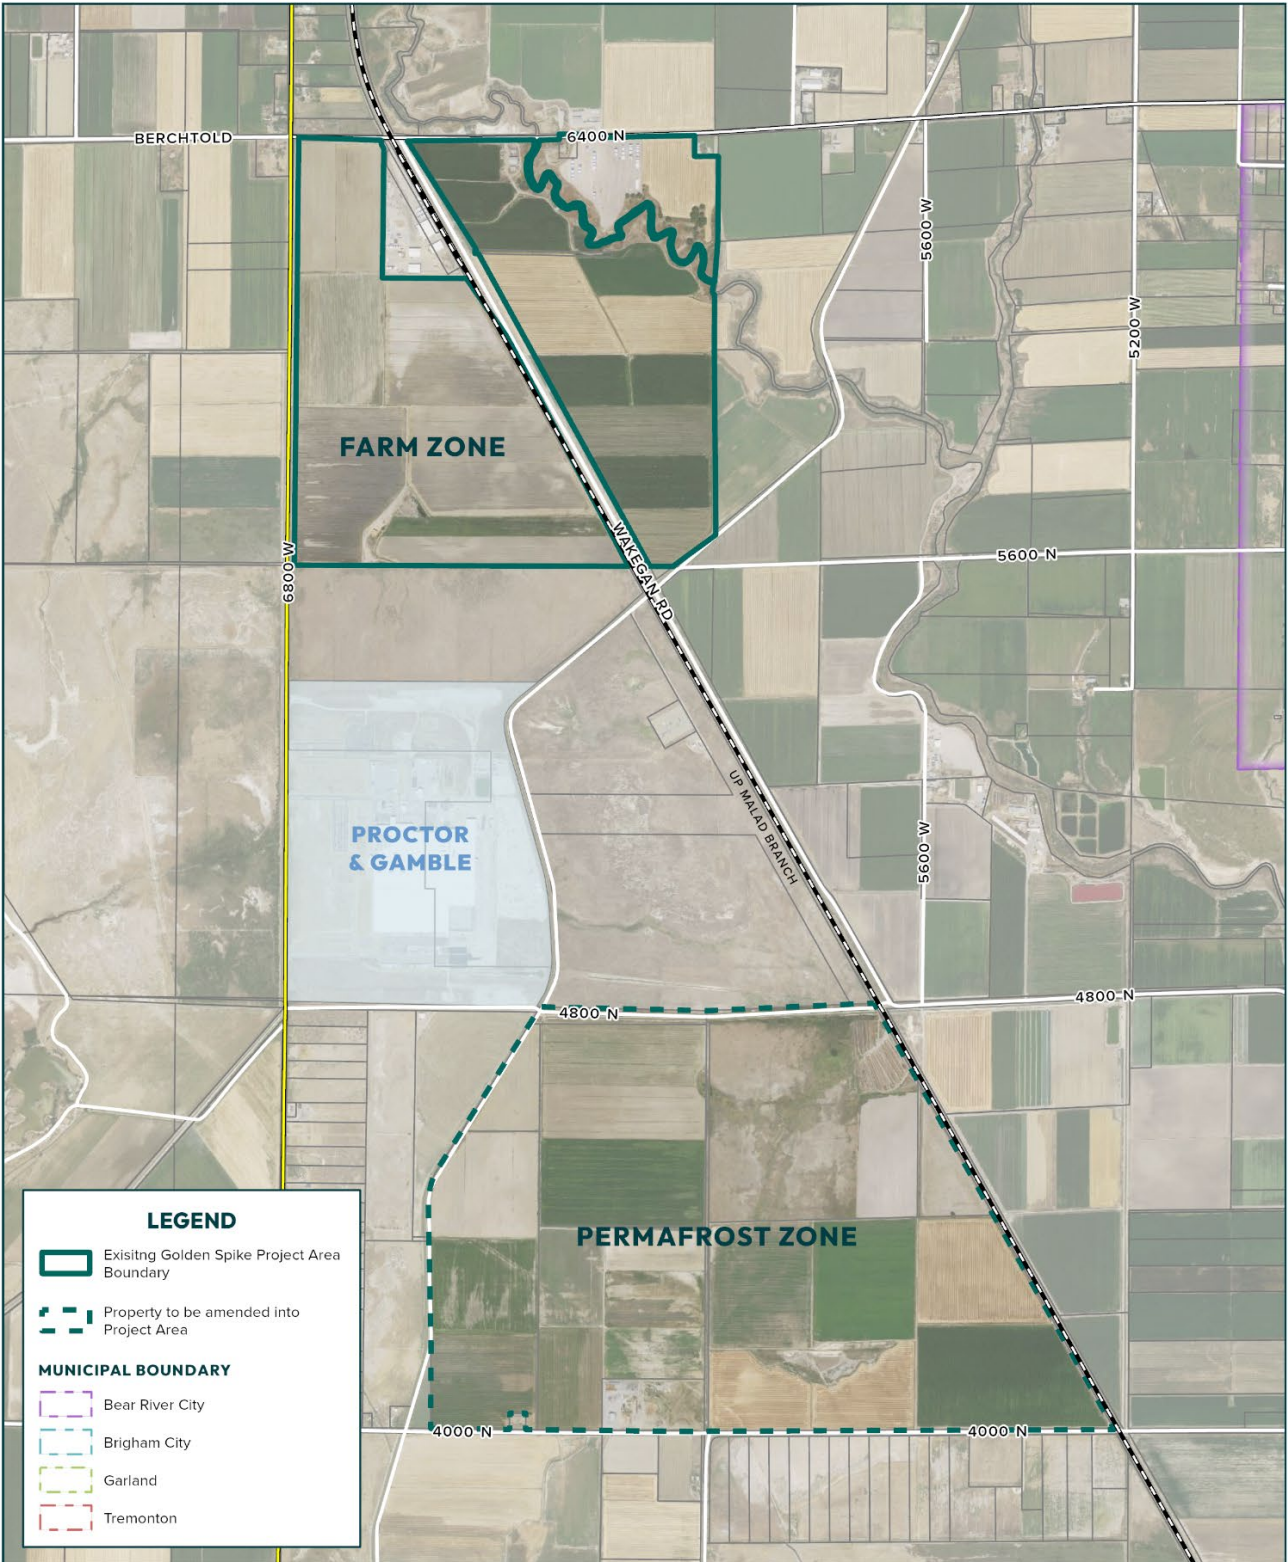 BERCHTOLD
6400 N
5600 W
5200 W
FARM ZONE
WAKEGAN RD
5600 N
6800 W
PROCTOR
& GAMBLE
UP MALAD BRANCH
5600 W
4800 N
4800 N
PERMAFROST ZONE
4000 N
4000 N
LEGEND
Exisitng Golden Spike Project Area
Boundary
Property to be amended into
Project Area
MUNICIPAL BOUNDARY
Bear River City
Brigham City
Garland
Tremonton